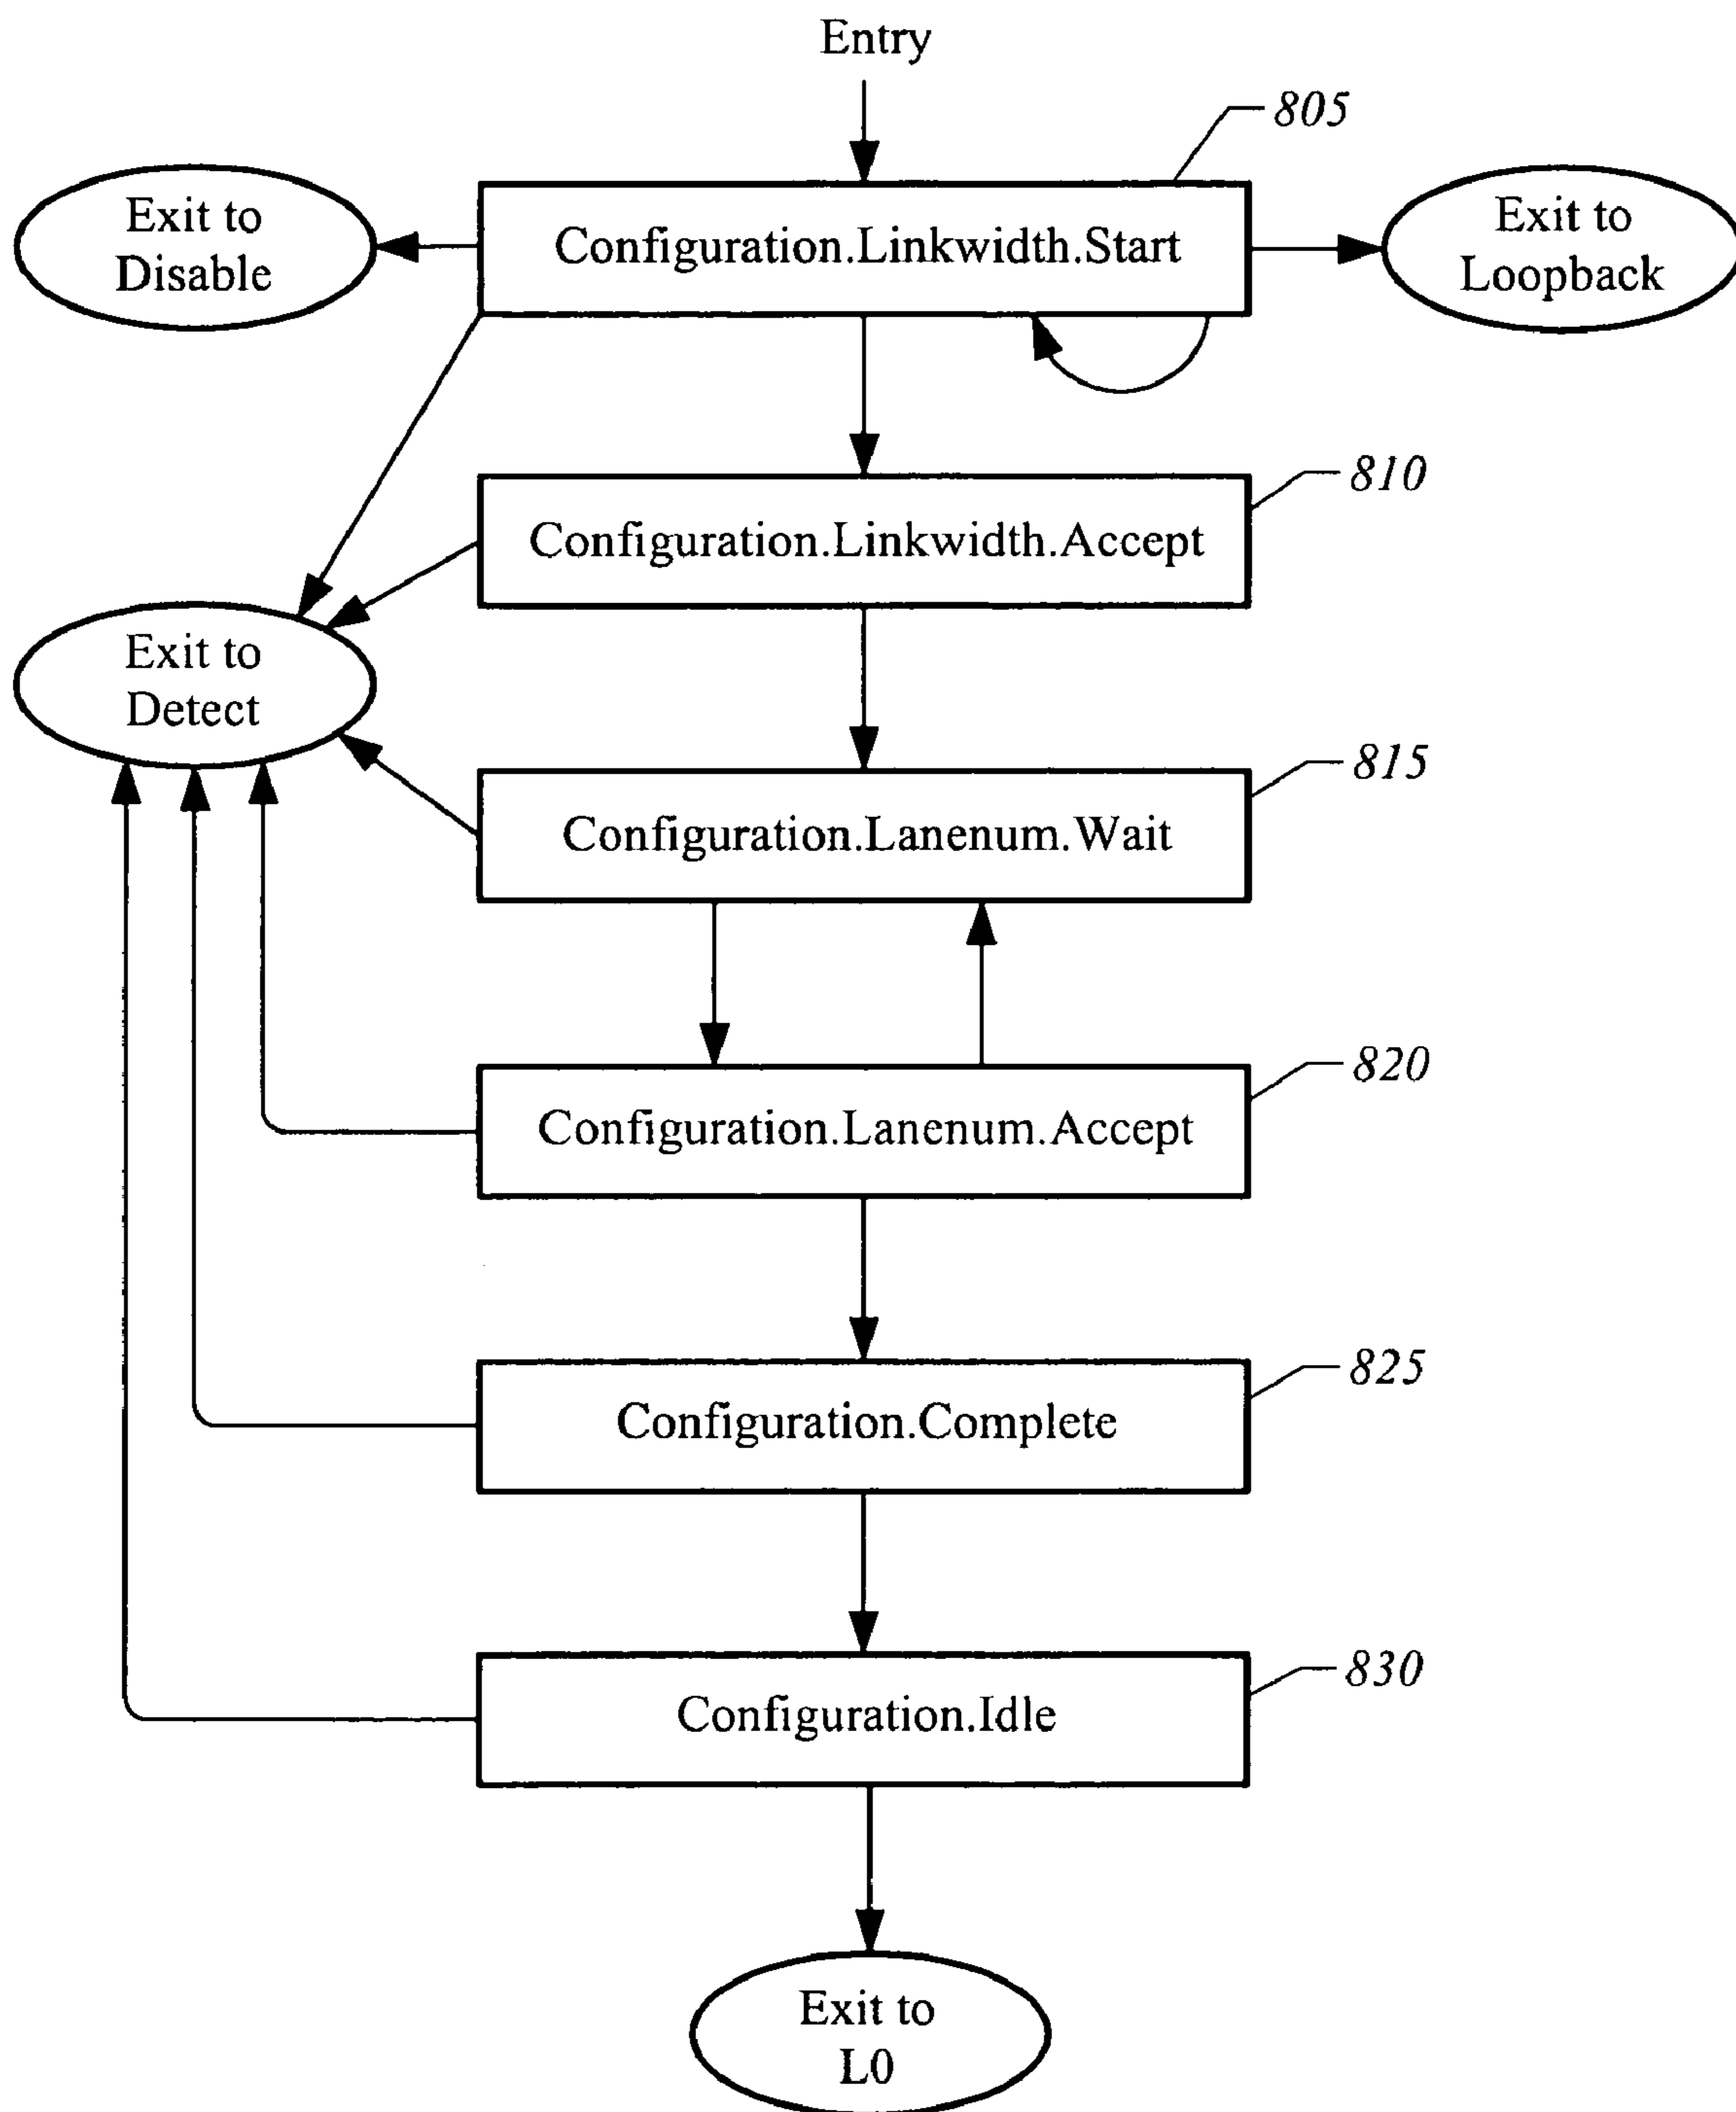 Entry
805
Exit to
Disable
Configuration.Linkwidth.Start
Exit to
Loopback
810
Configuration.Linkwidth.Accept
Exit to
Detect
815
Configuration.Lanenum.Wait
820
Configuration.Lanenum.Accept
825
Configuration.Complete
830
Configuration.Idle
Exit to
L0